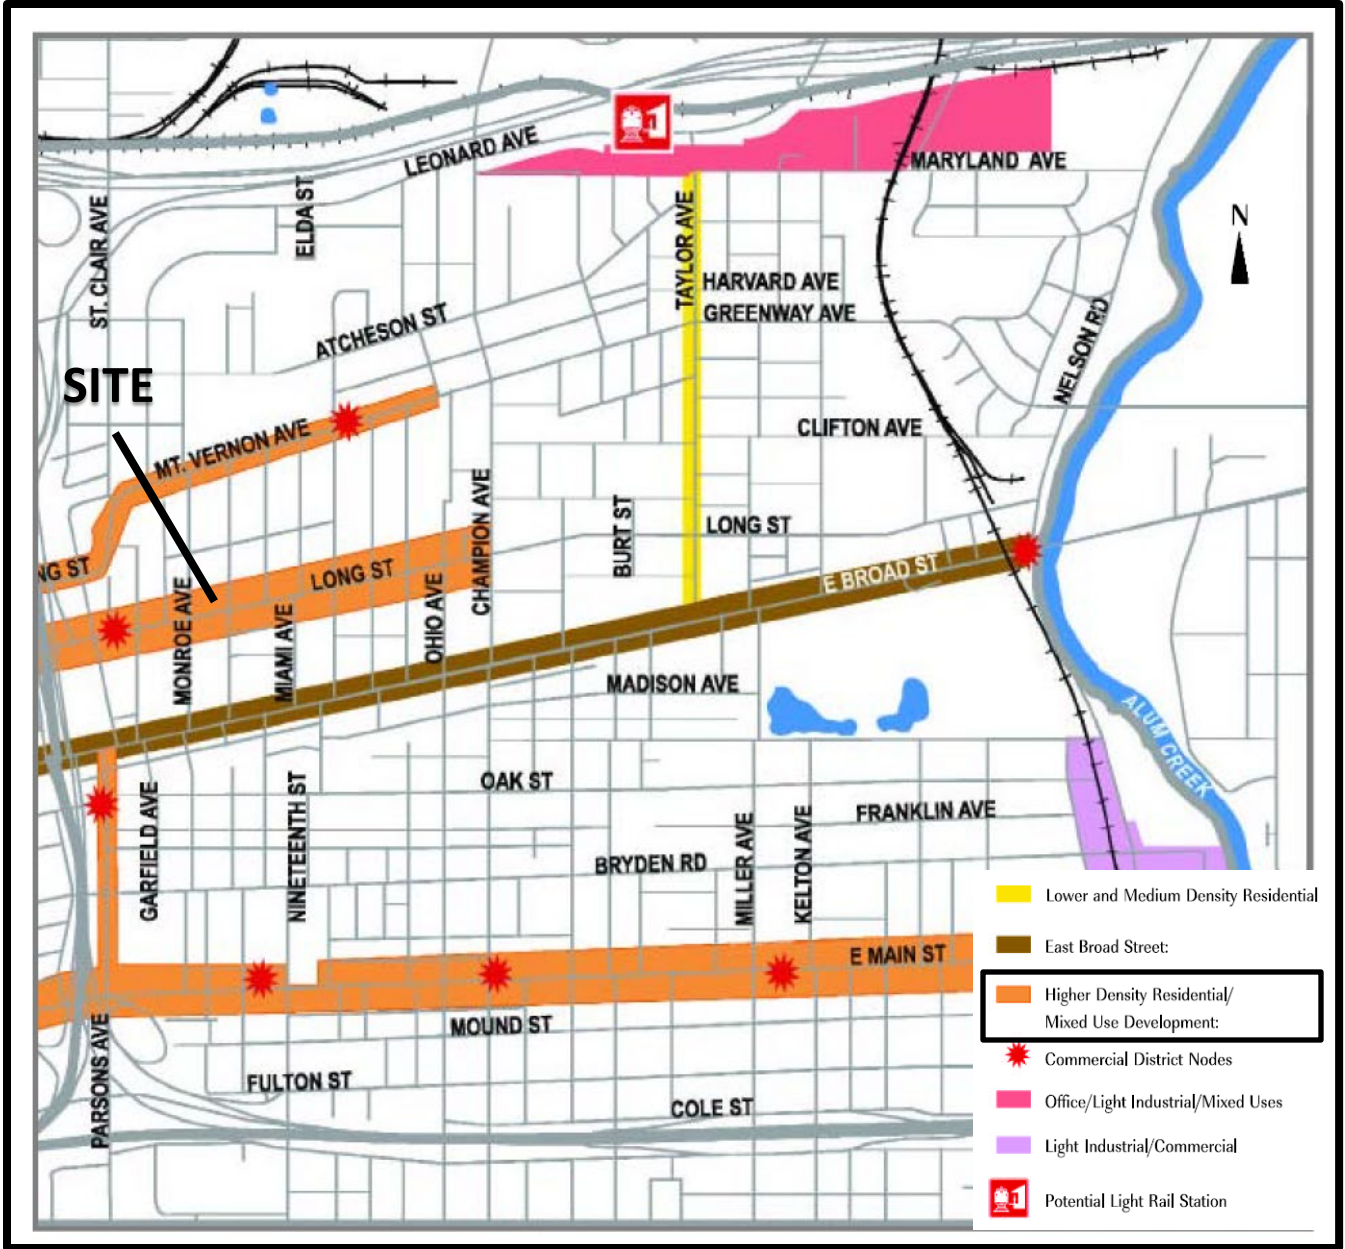 LEONARD AVE
MARYLAND AVE
ELDA ST
ST. CLAIR AVE
TAYLOR AVE
N
HARVARD AVE
GREENWAY AVE
ATCHESON ST
NELSON RD
SITE
MT. VERNON AVE
CLIFTON AVE
CHAMPION AVE
BURT ST
LONG ST
NG ST
LONG ST
E BROAD ST
MONROE AVE
MIAMI AVE
OHIO AVE
MADISON AVE
ALUM CREEK
OAK ST
GARFIELD AVE
NINETEENTH ST
FRANKLIN AVE
MILLER AVE
KELTON AVE
BRYDEN RD
E MAIN ST
MOUND ST
PARSONS AVE
FULTON ST
COLE ST
Lower and Medium Density Residential
East Broad Street:
Higher Density Residential/
Mixed Use Development:
Commercial District Nodes
Office/Light Industrial/Mixed Uses
Light Industrial/Commercial
Potential Light Rail Station